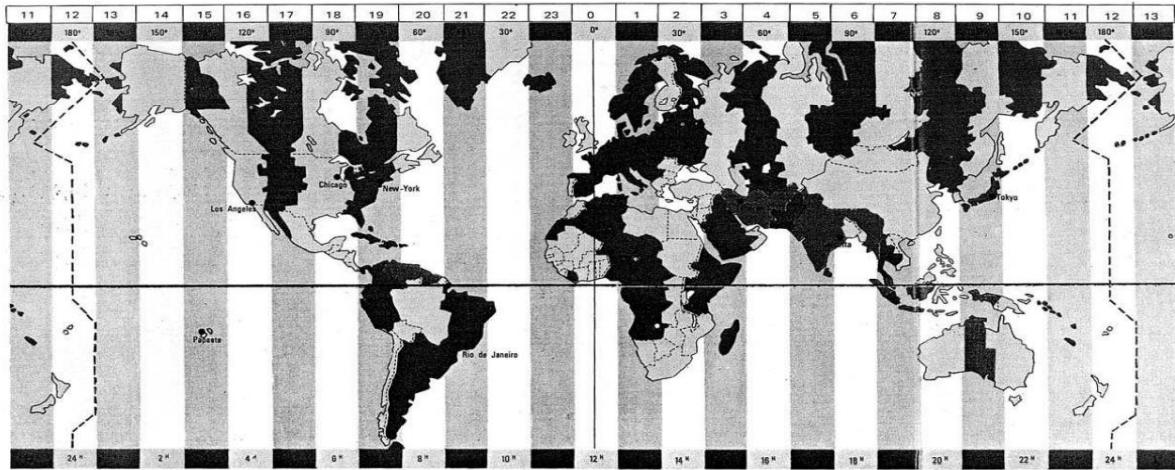 11 12 13 14 15 16 17 18 19 20 21 22 23 0 1 2 3 4 5 6 7 8 9 10 11 12 13
180° 150° 120° 90° 60° 30° 0° 30° 60° 90° 120° 150° 180°
Chicago
New-York
Los Angeles
Tokyo
Papeete
Rio de Janeiro
24 H 2 H 4 H 6 H 8 H 10 H 12 H 14 H 16 H 18 H 20 H 22 H 24 H